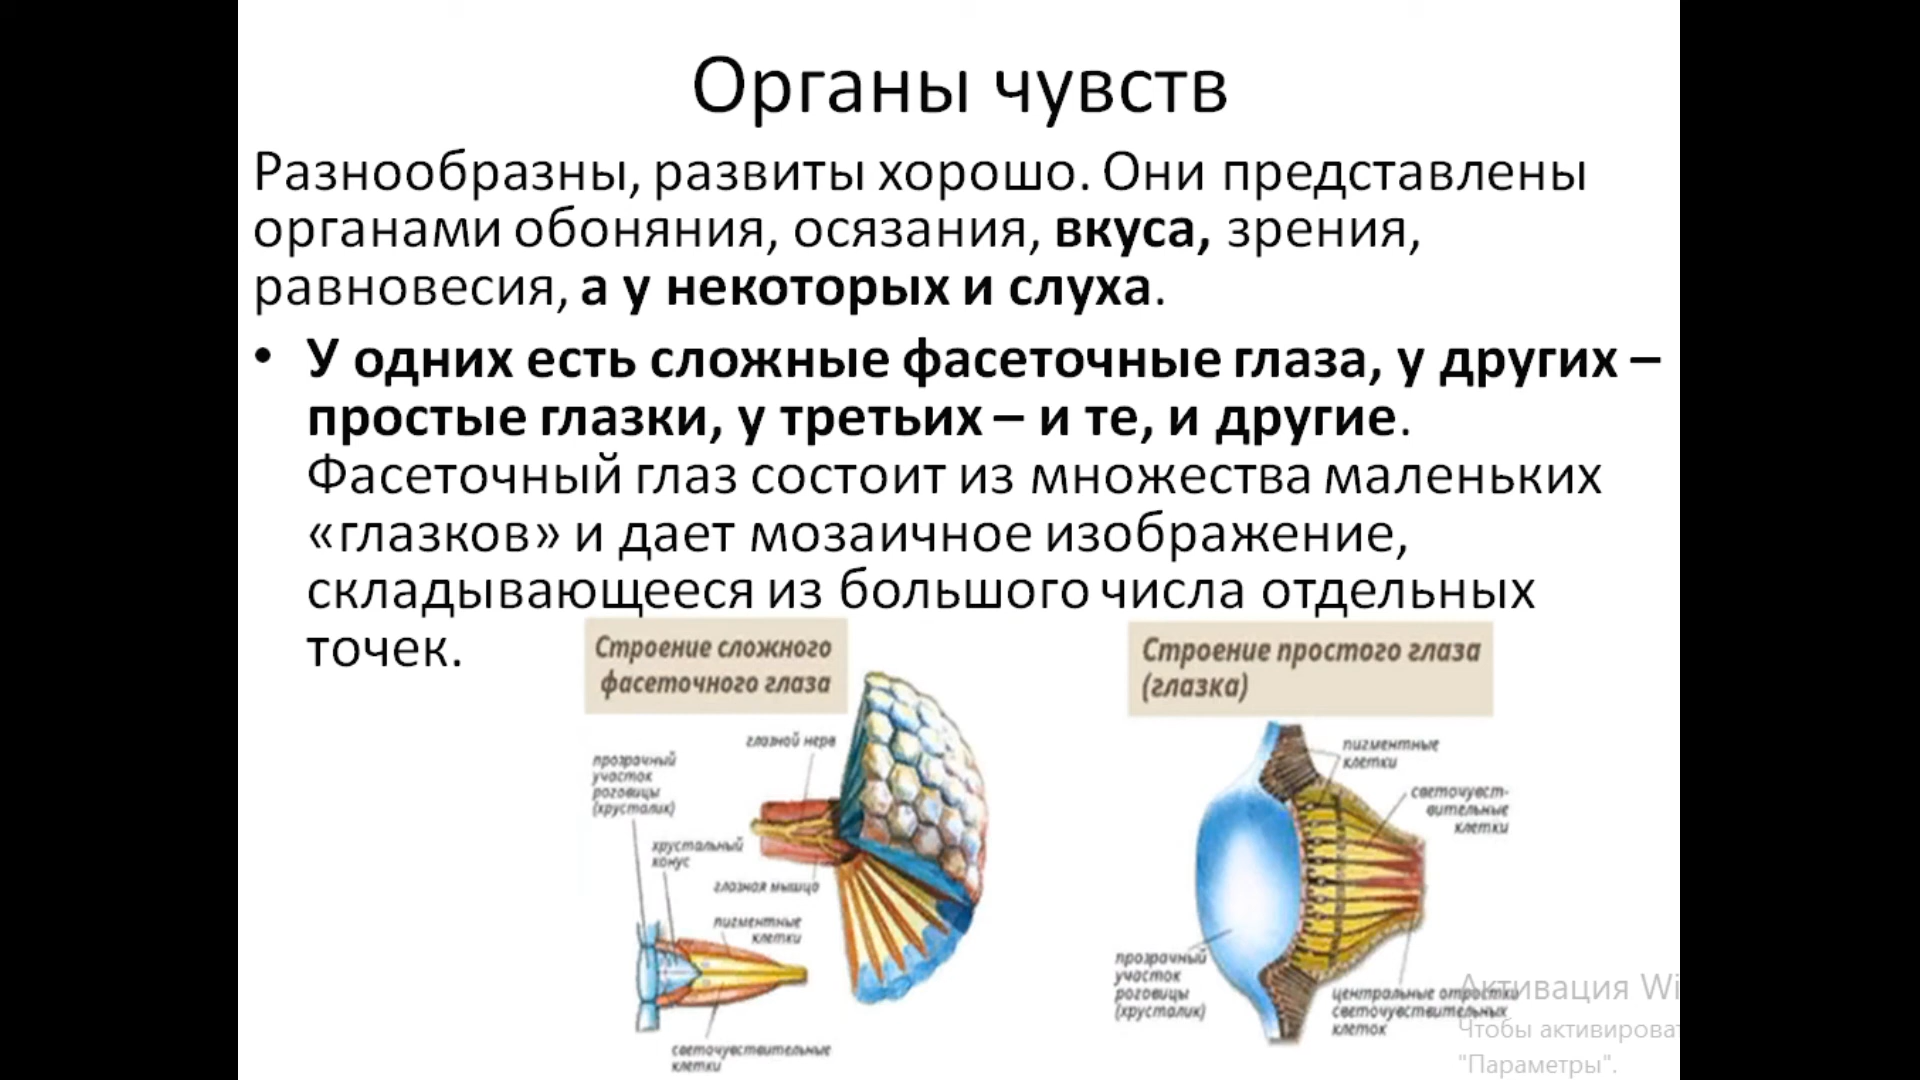 Органы чувств
Разнообразны, развиты хорошо. Они представлены
органами обоняния, осязания, вкуса, зрения,
равновесия, а у некоторых и слуха.
• У одних есть сложные фасеточные глаза, у других –
простые глазки, у третьих – и те, и другие.
Фасеточный глаз состоит из множества маленьких
«глазков» и дает мозаичное изображение,
складывающееся из большого числа отдельных
точек.
Строение сложного
фасеточного глаза
глазной нерв
прозрачный
участок
роговицы
(хрусталик)
хрустальный
конус
глазная мышца
пигментные
клетки
светочувствительные
клетки
Строение простого глаза
(глазка)
пигментные
клетки
светочувст-
вительные
клетки
прозрачный
участок
роговицы
(хрусталик)
центральные отростки
светочувствительных
клеток
Активация Wi
Чтобы активироват
"Параметры".